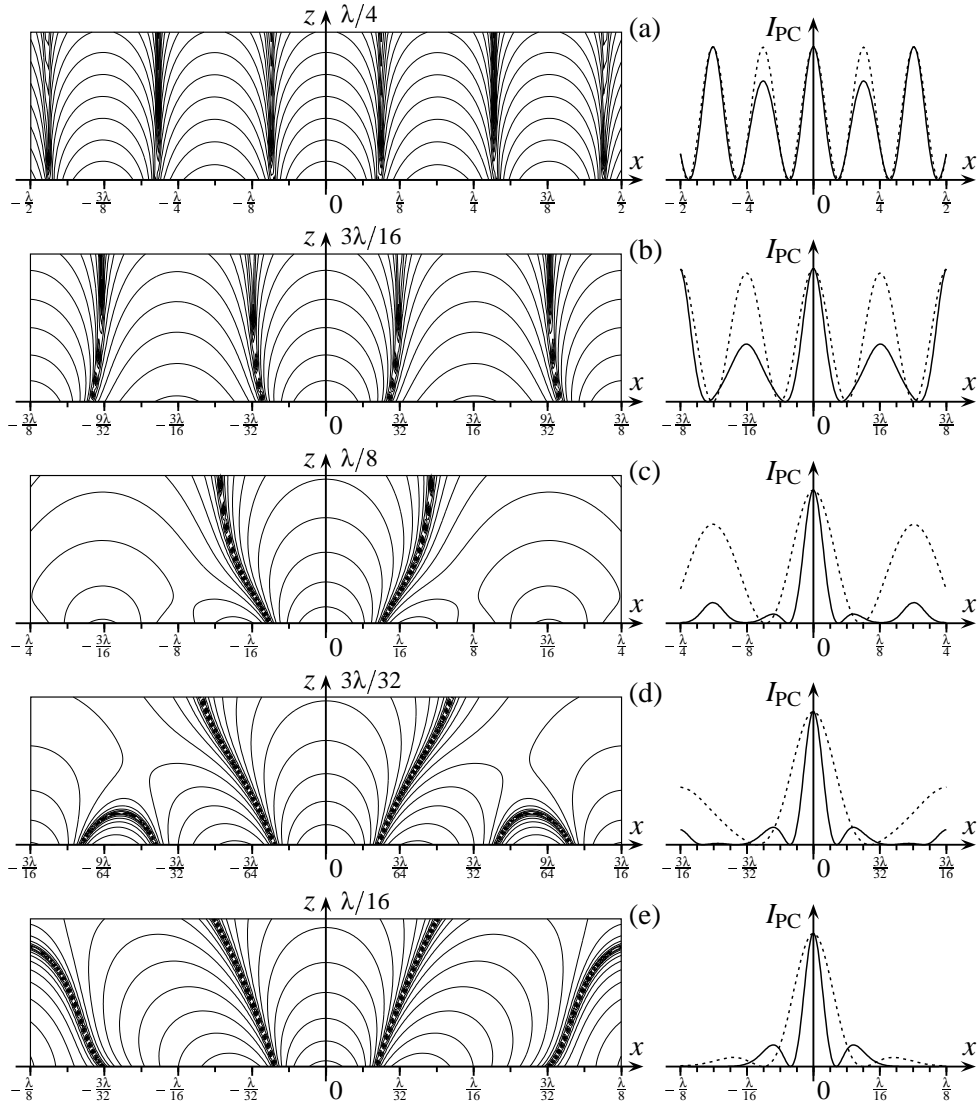 z λ/4 (a) I_PC
x x
−λ/2 −3λ/8 −λ/4 −λ/8 0 λ/8 λ/4 3λ/8 λ/2 −λ/2 −λ/4 0 λ/4 λ/2
z 3λ/16 (b) I_PC
x x
−3λ/8 −9λ/32 −3λ/16 −3λ/32 0 3λ/32 3λ/16 9λ/32 3λ/8 −3λ/8 −3λ/16 0 3λ/16 3λ/8
z λ/8 (c) I_PC
x x
−λ/4 −3λ/16 −λ/8 −λ/16 0 λ/16 λ/8 3λ/16 λ/4 −λ/4 −λ/8 0 λ/8 λ/4
z 3λ/32 (d) I_PC
x x
−3λ/16 −9λ/64 −3λ/32 −3λ/64 0 3λ/64 3λ/32 9λ/64 3λ/16 −3λ/16 −3λ/32 0 3λ/32 3λ/16
z λ/16 (e) I_PC
x x
−λ/8 −3λ/32 −λ/16 −λ/32 0 λ/32 λ/16 3λ/32 λ/8 −λ/8 −λ/16 0 λ/16 λ/8